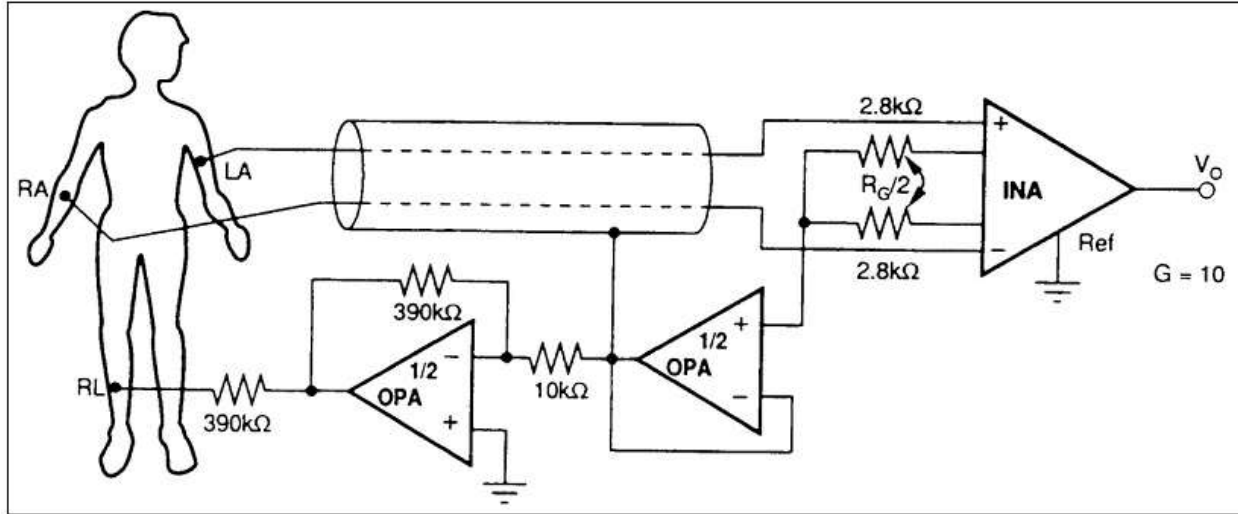 2.8kΩ
+
LA
RA
R_G/2
INA
V_O
Ref
−
2.8kΩ
G = 10
390kΩ
+
1/2
OPA
−
1/2
−
OPA
+
10kΩ
RL
390kΩ